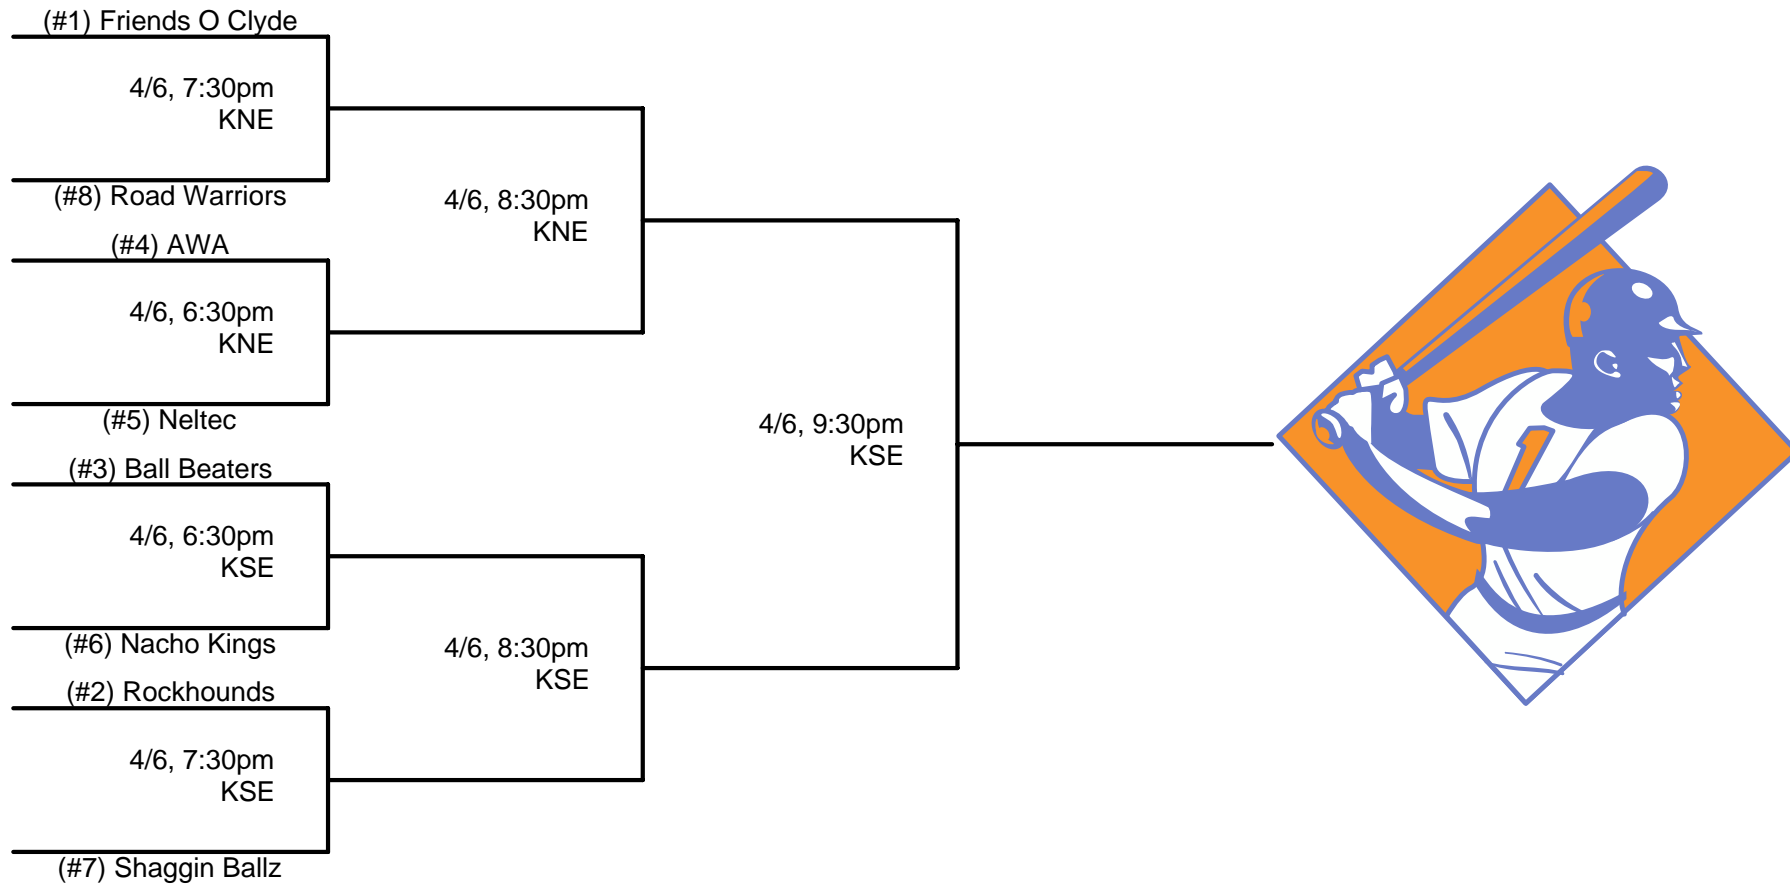 (#1) Friends O Clyde
4/6, 7:30pm
KNE
(#8) Road Warriors
(#4) AWA
4/6, 6:30pm
KNE
(#5) Neltec
(#3) Ball Beaters
4/6, 6:30pm
KSE
(#6) Nacho Kings
(#2) Rockhounds
4/6, 7:30pm
KSE
(#7) Shaggin Ballz
4/6, 8:30pm
KNE
4/6, 8:30pm
KSE
4/6, 9:30pm
KSE